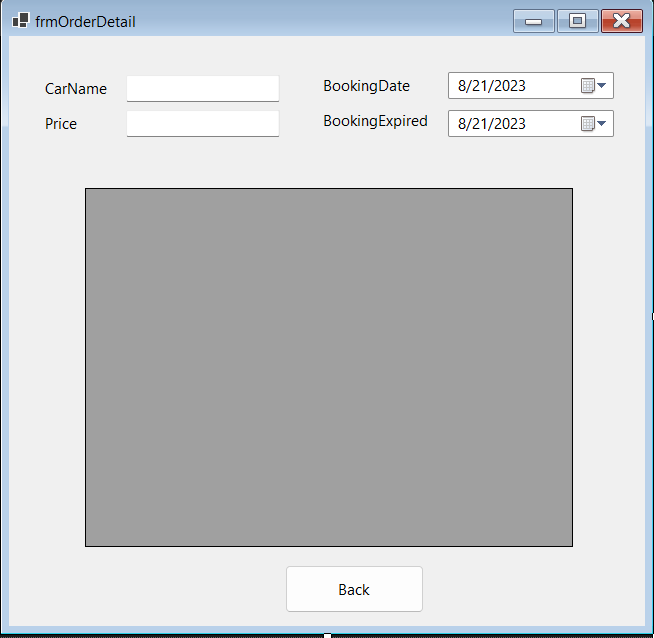 frmOrderDetail
CarName
BookingDate 8/21/2023
Price
BookingExpired 8/21/2023
Back